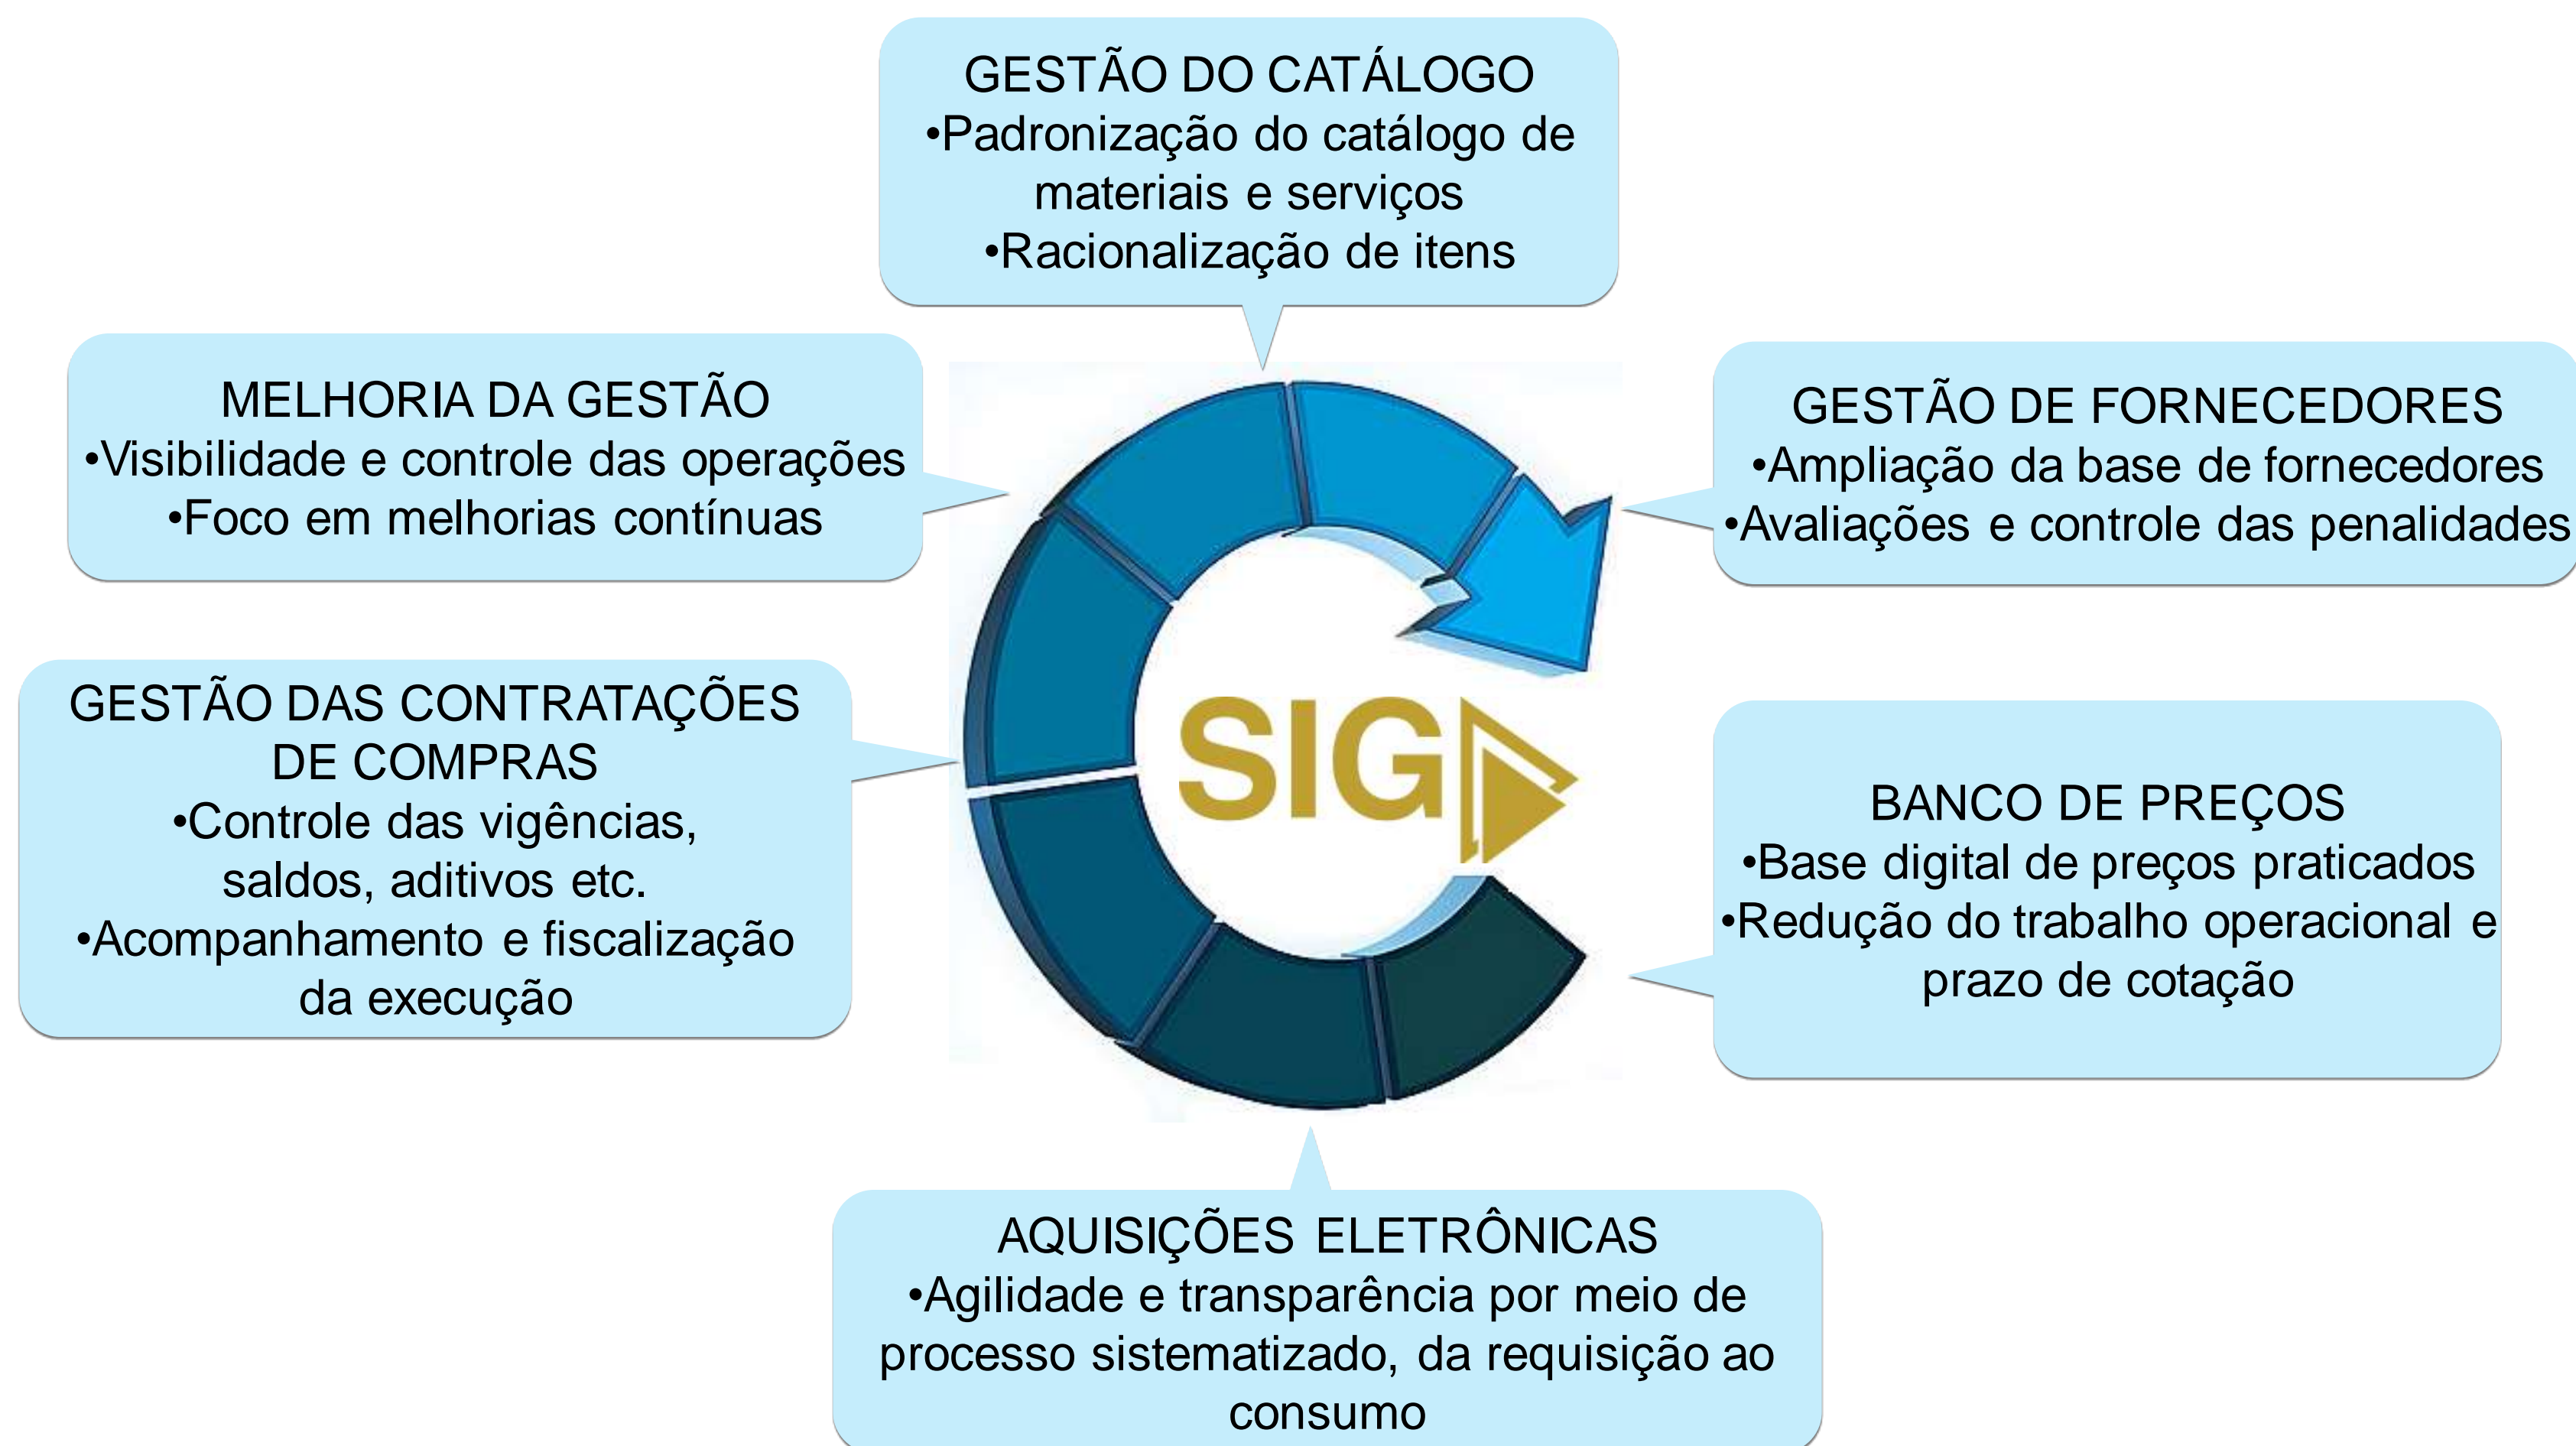 GESTÃO DO CATÁLOGO
•Padronização do catálogo de
materiais e serviços
•Racionalização de itens
MELHORIA DA GESTÃO
•Visibilidade e controle das operações
•Foco em melhorias contínuas
GESTÃO DE FORNECEDORES
•Ampliação da base de fornecedores
•Avaliações e controle das penalidades
GESTÃO DAS CONTRATAÇÕES
DE COMPRAS
•Controle das vigências,
saldos, aditivos etc.
•Acompanhamento e fiscalização
da execução
SIG
BANCO DE PREÇOS
•Base digital de preços praticados
•Redução do trabalho operacional e
prazo de cotação
AQUISIÇÕES ELETRÔNICAS
•Agilidade e transparência por meio de
processo sistematizado, da requisição ao
consumo